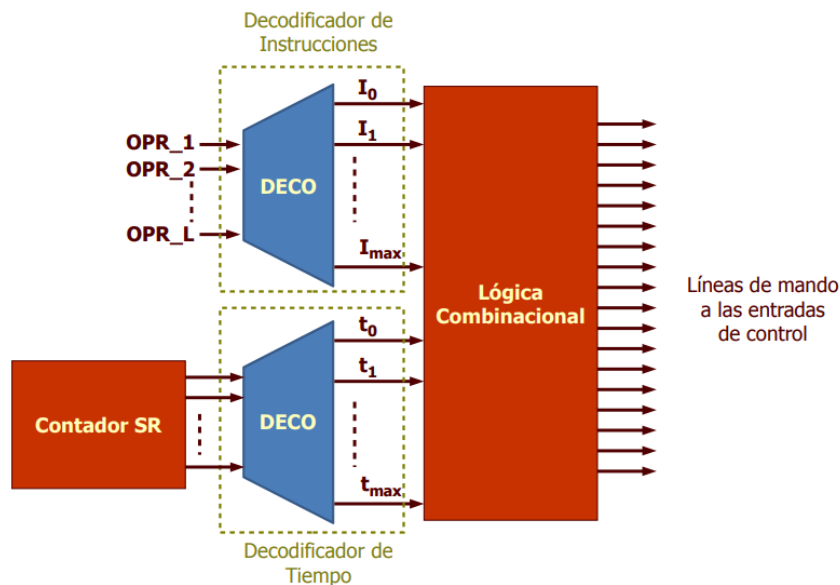 Decodificador de
Instrucciones
OPR_1
OPR_2
OPR_L
DECO
I0
I1
Imax
Lógica
Combinacional
Líneas de mando
a las entradas
de control
Contador SR
DECO
t0
t1
tmax
Decodificador de
Tiempo